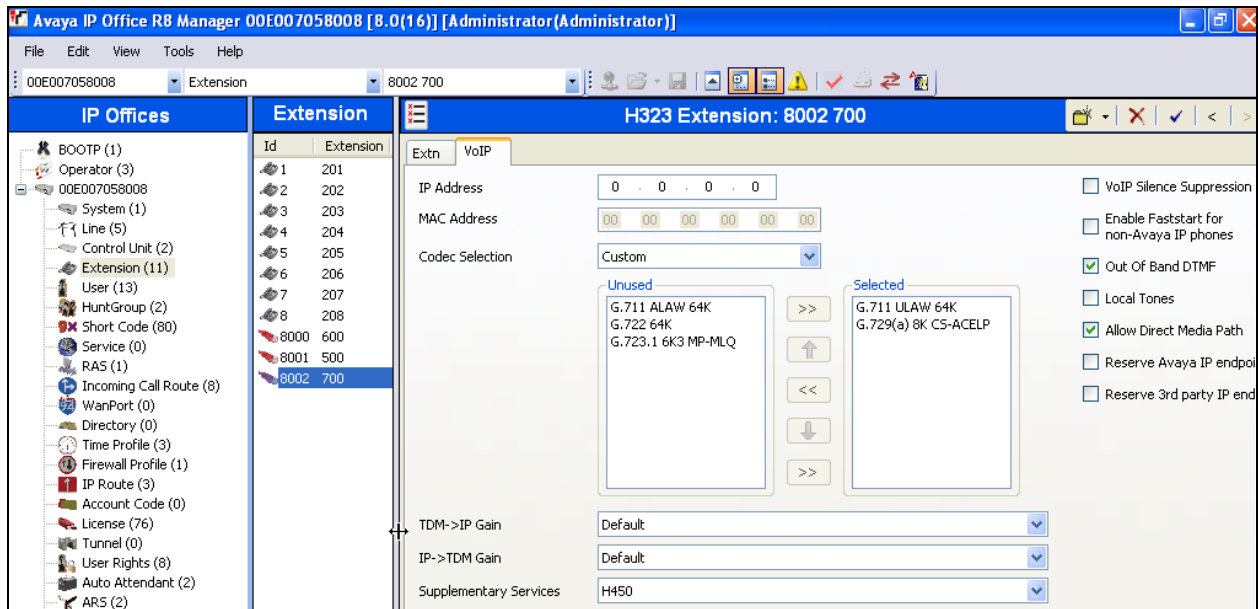 Avaya IP Office R8 Manager 00E007058008 [8.0(16)] [Administrator(Administrator)]
File Edit View Tools Help
00E007058008 Extension 8002 700
IP Offices
BOOTP (1)
Operator (3)
00E007058008
System (1)
Line (5)
Control Unit (2)
Extension (11)
User (13)
HuntGroup (2)
Short Code (80)
Service (0)
RAS (1)
Incoming Call Route (8)
WanPort (0)
Directory (0)
Time Profile (3)
Firewall Profile (1)
IP Route (3)
Account Code (0)
License (76)
Tunnel (0)
User Rights (8)
Auto Attendant (2)
ARS (2)
Extension
Id Extension
1 201
2 202
3 203
4 204
5 205
6 206
7 207
8 208
8000 600
8001 500
8002 700
H323 Extension: 8002 700
Extn VoIP
IP Address 0 . 0 . 0 . 0
MAC Address 00 00 00 00 00 00
Codec Selection Custom
Unused
G.711 ALAW 64K
G.722 64K
G.723.1 6K3 MP-MLQ
>>
<<
>>
Selected
G.711 ULAW 64K
G.729(a) 8K CS-ACELP
TDM->IP Gain Default
IP->TDM Gain Default
Supplementary Services H450
VoIP Silence Suppression
Enable Faststart for
non-Avaya IP phones
Out Of Band DTMF
Local Tones
Allow Direct Media Path
Reserve Avaya IP endpoi
Reserve 3rd party IP end